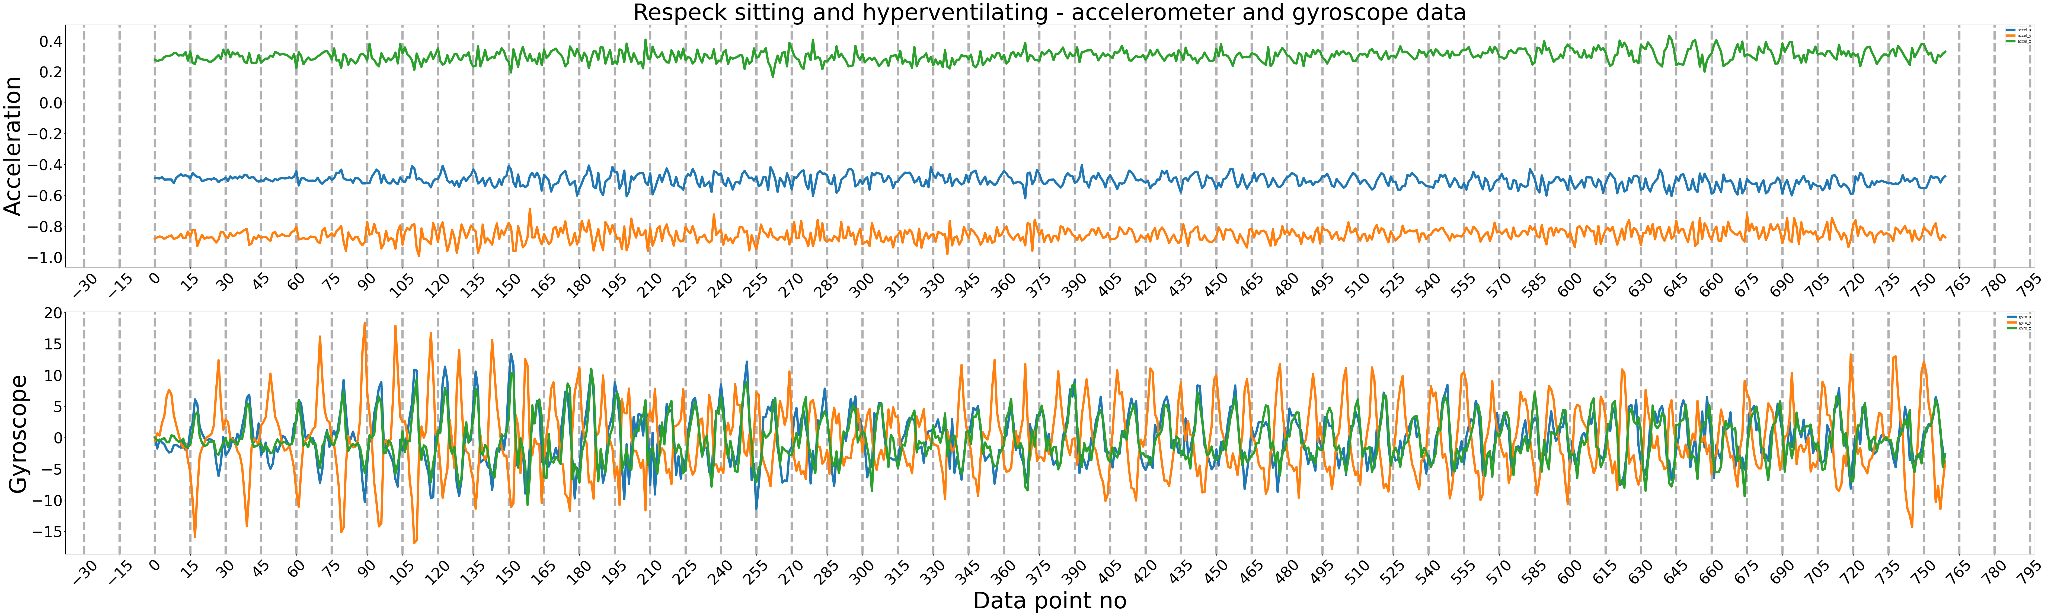 Respeck sitting and hyperventilating - accelerometer and gyroscope data
Acceleration
0.4
0.2
0.0
−0.2
−0.4
−0.6
−0.8
−1.0
−30 −15 0 15 30 45 60 75 90 105 120 135 150 165 180 195 210 225 240 255 270 285 300 315 330 345 360 375 390 405 420 435 450 465 480 495 510 525 540 555 570 585 600 615 630 645 660 675 690 705 720 735 750 765 780 795
Gyroscope
20
15
10
5
0
−5
−10
−15
−30 −15 0 15 30 45 60 75 90 105 120 135 150 165 180 195 210 225 240 255 270 285 300 315 330 345 360 375 390 405 420 435 450 465 480 495 510 525 540 555 570 585 600 615 630 645 660 675 690 705 720 735 750 765 780 795
Data point no